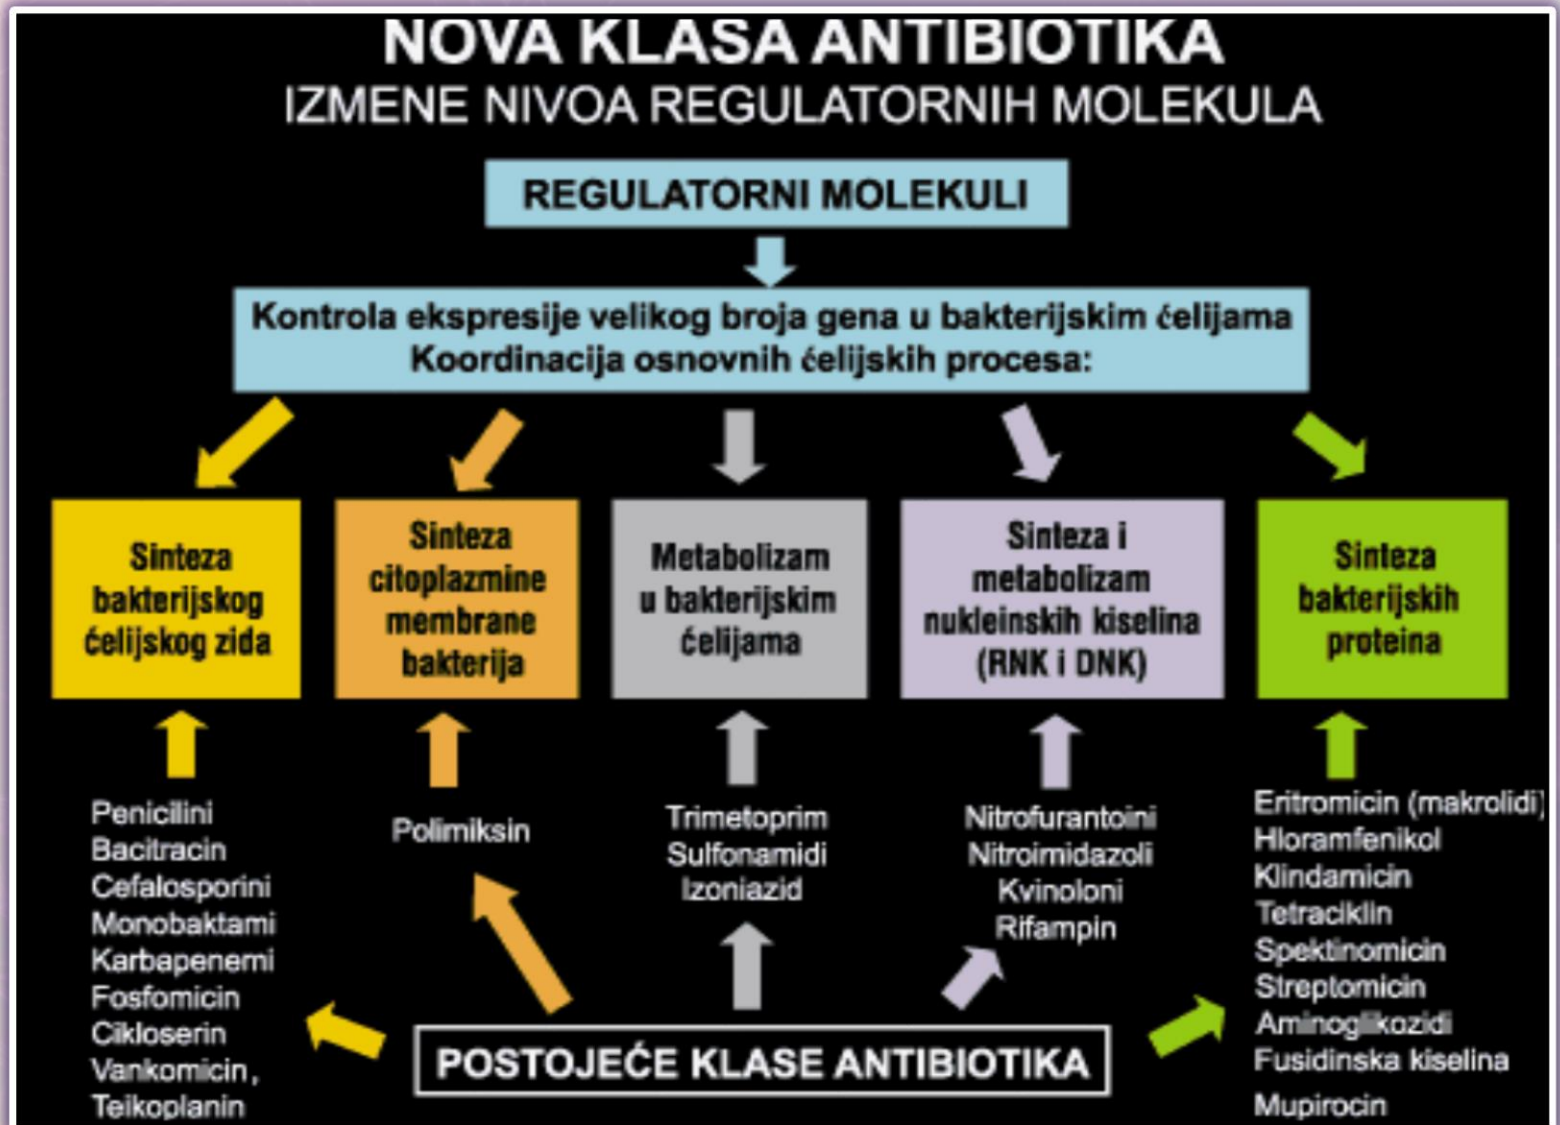 NOVA KLASA ANTIBIOTIKA
IZMENE NIVOA REGULATORNIH MOLEKULA
REGULATORNI MOLEKULI
Kontrola ekspresije velikog broja gena u bakterijskim ćelijama
Koordinacija osnovnih ćelijskih procesa:
Sinteza
bakterijskog
ćelijskog zida
Sinteza
citoplazmine
membrane
bakterija
Metabolizam
u bakterijskim
ćelijama
Sinteza i
metabolizam
nukleinskih kiselina
(RNK i DNK)
Sinteza
bakterijskih
proteina
Penicilini
Bacitracin
Cefalosporini
Monobaktami
Karbapenemi
Fosfomicin
Cikloserin
Vankomicin,
Teikoplanin
Polimiksin
Trimetoprim
Sulfonamidi
Izoniazid
Nitrofurantoini
Nitroimidazoli
Kvinoloni
Rifampin
Eritromicin (makrolidi)
Hloramfenikol
Klindamicin
Tetraciklin
Spektinomicin
Streptomicin
Aminoglikozidi
Fusidinska kiselina
Mupirocin
POSTOJEĆE KLASE ANTIBIOTIKA